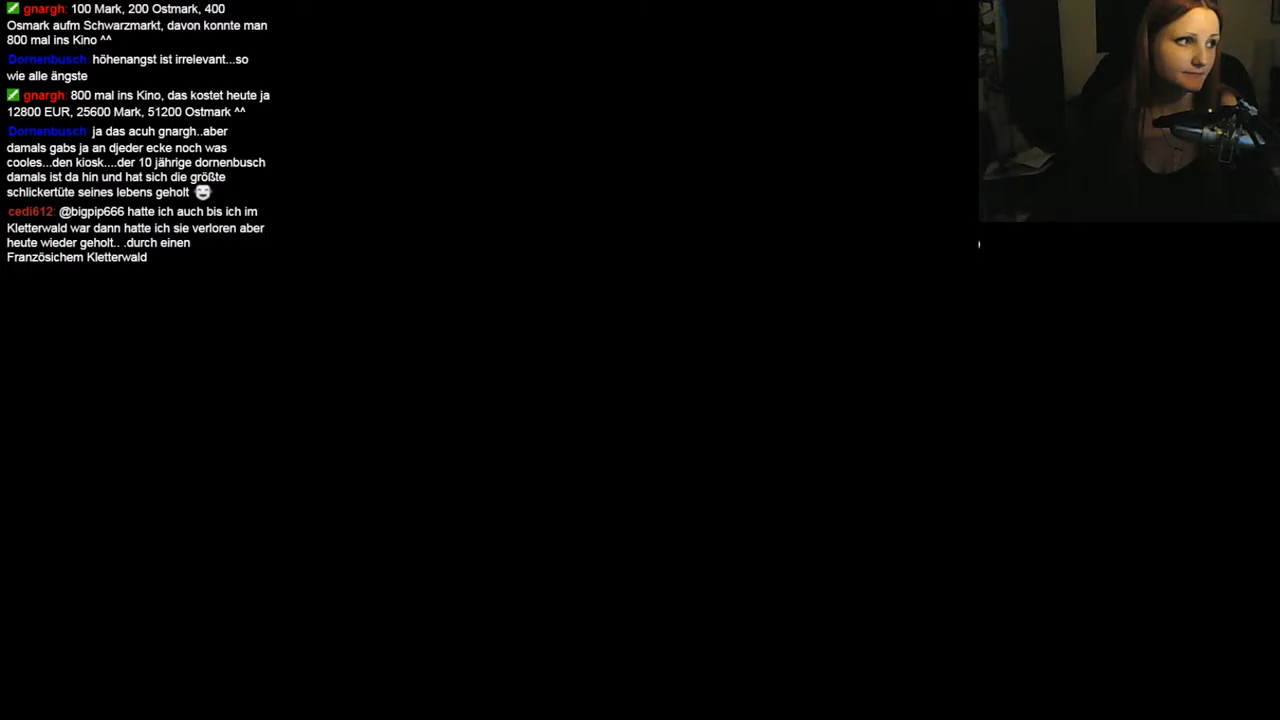 gnargh: 100 Mark, 200 Ostmark, 400
Osmark aufm Schwarzmarkt, davon konnte man
800 mal ins Kino ^^
Dornenbusch: höhenangst ist irrelevant...so
wie alle ängste
gnargh: 800 mal ins Kino, das kostet heute ja
12800 EUR, 25600 Mark, 51200 Ostmark ^^
Dornenbusch: ja das acuh gnargh..aber
damals gabs ja an djeder ecke noch was
cooles...den kiosk....der 10 jährige dornenbusch
damals ist da hin und hat sich die größte
schlickertüte seines lebens geholt
cedi612: @bigpip666 hatte ich auch bis ich im
Kletterwald war dann hatte ich sie verloren aber
heute wieder geholt.. .durch einen
Französichem Kletterwald